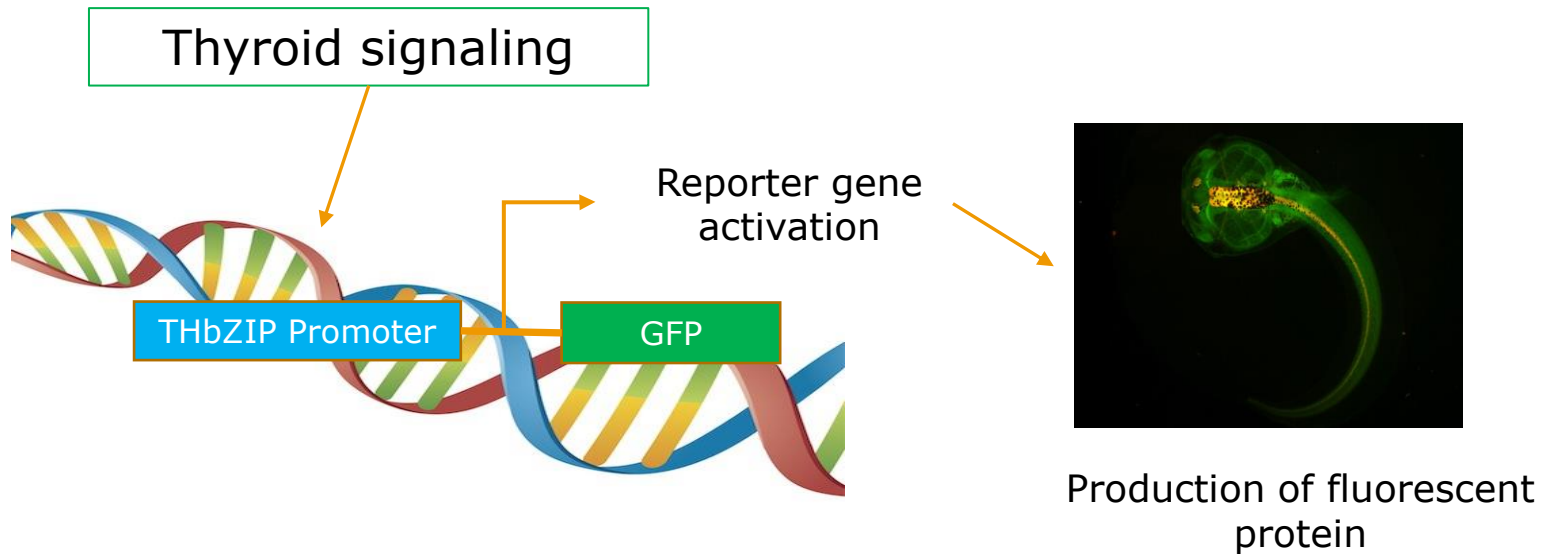 Thyroid signaling
Reporter gene
activation
THbZIP Promoter
GFP
Production of fluorescent
protein